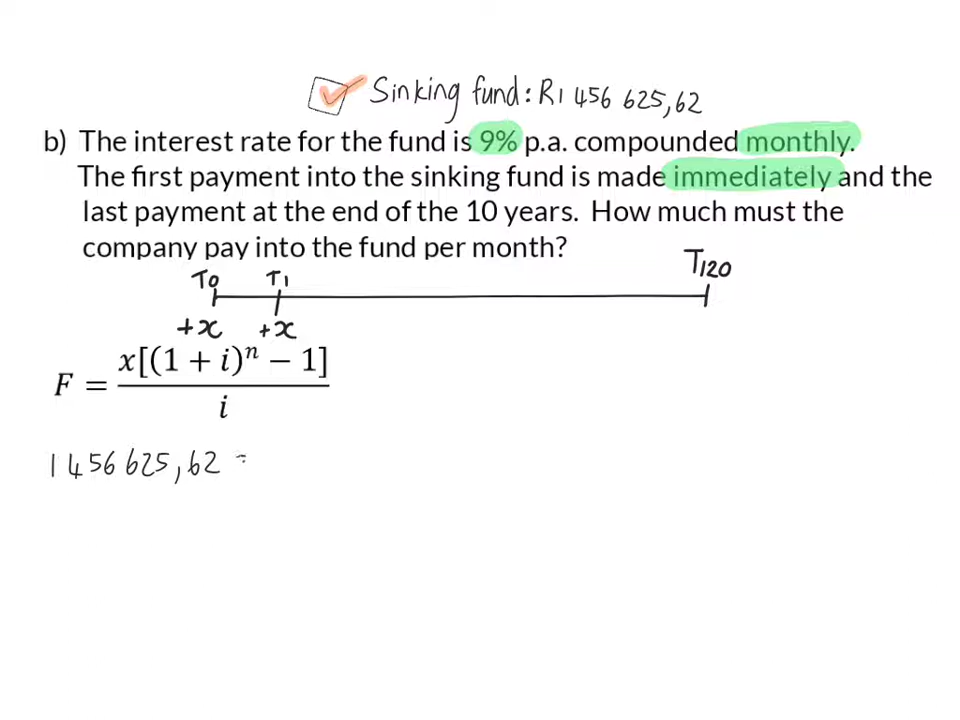 Sinking fund: R1 456 625,62
b) The interest rate for the fund is 9% p.a. compounded monthly.
The first payment into the sinking fund is made immediately and the
last payment at the end of the 10 years. How much must the
company pay into the fund per month?
T0 T1 T120
+x +x
F = x[(1 + i)^n − 1] / i
1 456 625,62 =